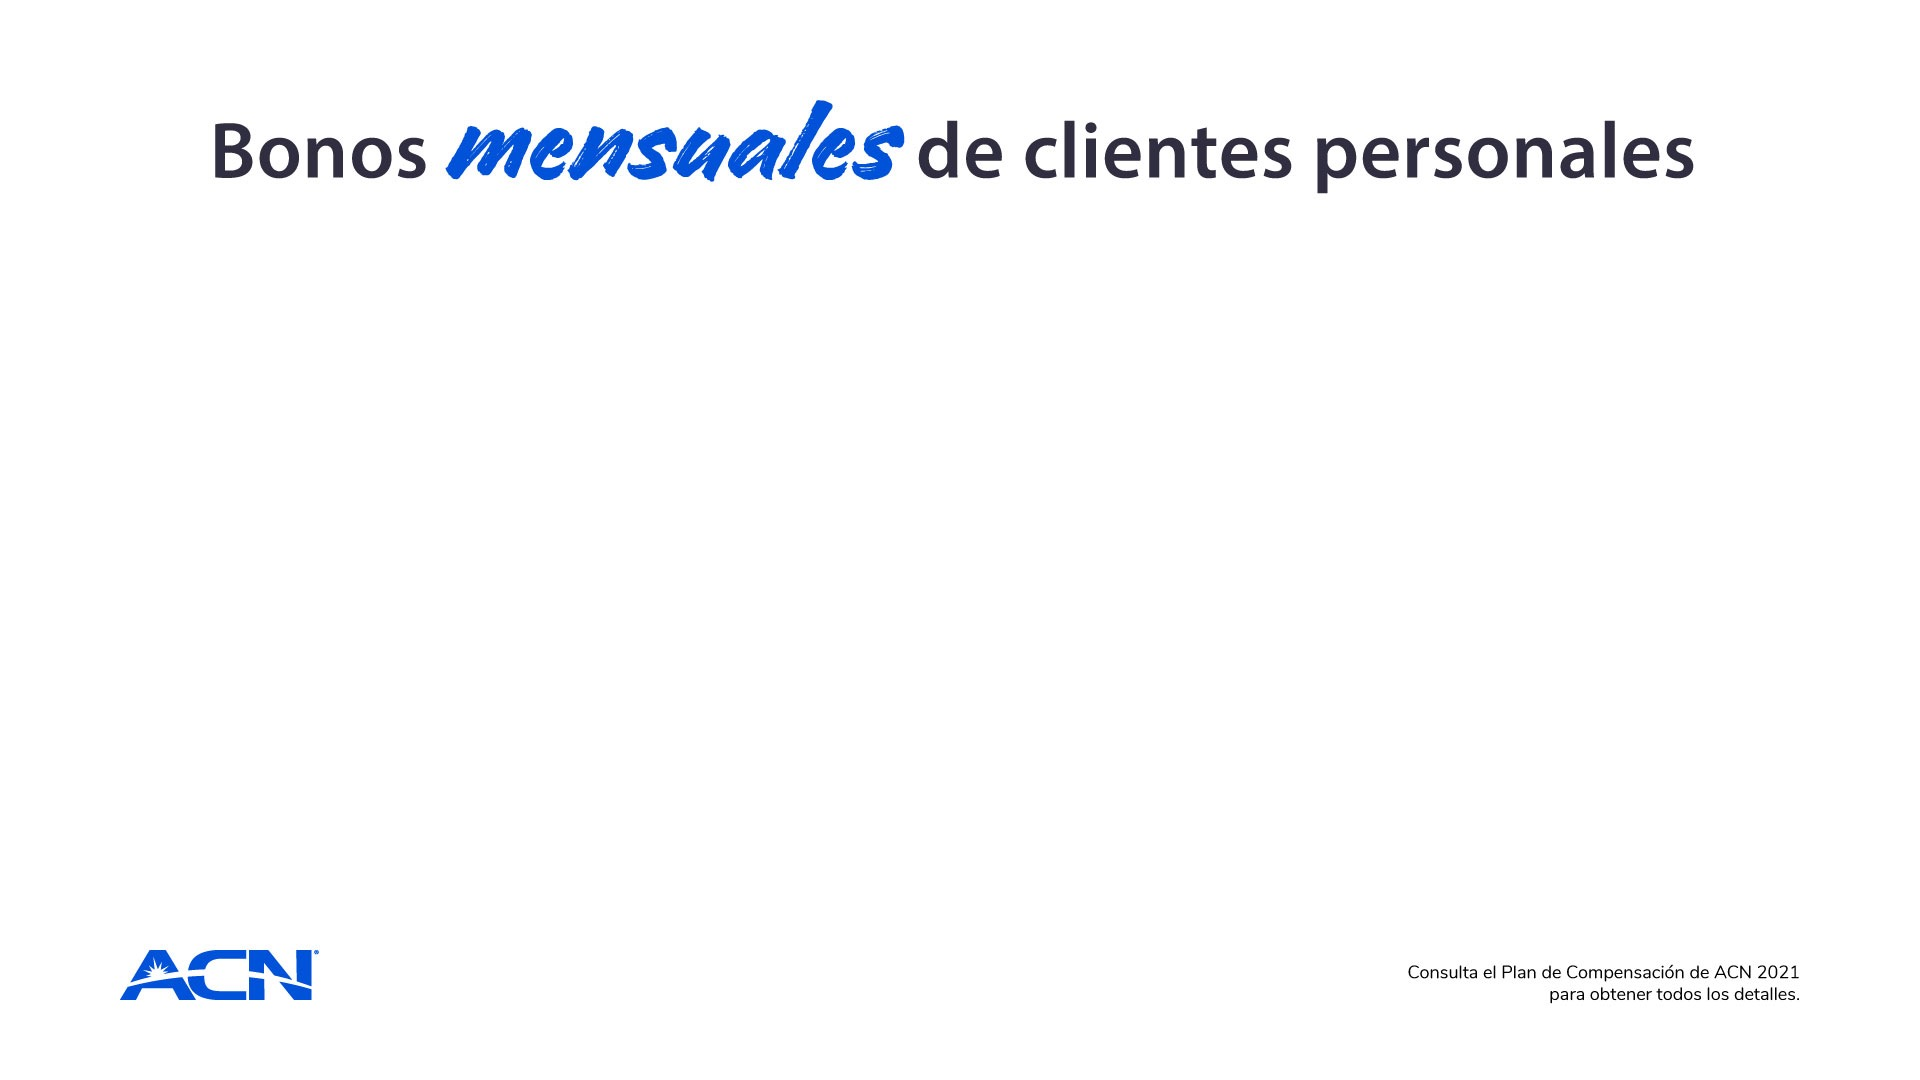 Bonos mensuales de clientes personales
ACN
Consulta el Plan de Compensación de ACN 2021
para obtener todos los detalles.